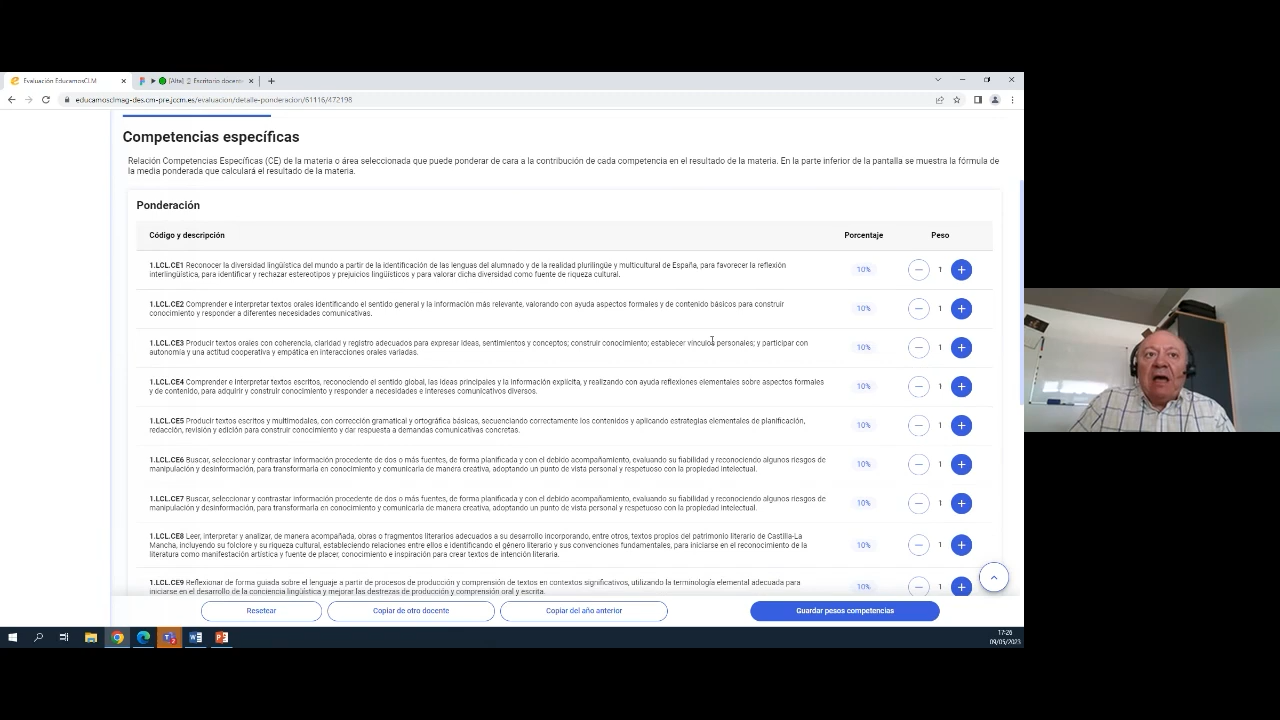 Evaluación EducamosCLM
[Alfa] Escritorio docente
educamosclmag-des.cm-pre.jccm.es/evaluacion/detalle-ponderacion/61116/472198
Competencias específicas
Relación Competencias Específicas (CE) de la materia o área seleccionada que puede ponderar de cara a la contribución de cada competencia en el resultado de la materia. En la parte inferior de la pantalla se muestra la fórmula de
la media ponderada que calculará el resultado de la materia.
Ponderación
Código y descripción Porcentaje Peso
1.LCL.CE1 Reconocer la diversidad lingüística del mundo a partir de la identificación de las lenguas del alumnado y de la realidad plurilingüe y multicultural de España, para favorecer la reflexión
interlingüística, para identificar y rechazar estereotipos y prejuicios lingüísticos y para valorar dicha diversidad como fuente de riqueza cultural.
10% 1
1.LCL.CE2 Comprender e interpretar textos orales identificando el sentido general y la información más relevante, valorando con ayuda aspectos formales y de contenido básicos para construir
conocimiento y responder a diferentes necesidades comunicativas.
10% 1
1.LCL.CE3 Producir textos orales con coherencia, claridad y registro adecuados para expresar ideas, sentimientos y conceptos; construir conocimiento; establecer vínculos personales; y participar con
autonomía y una actitud cooperativa y empática en interacciones orales variadas.
10% 1
1.LCL.CE4 Comprender e interpretar textos escritos, reconociendo el sentido global, las ideas principales y la información explícita, y realizando con ayuda reflexiones elementales sobre aspectos formales
y de contenido, para adquirir y construir conocimiento y responder a necesidades e intereses comunicativos diversos.
10% 1
1.LCL.CE5 Producir textos escritos y multimodales, con corrección gramatical y ortográfica básicas, secuenciando correctamente los contenidos y aplicando estrategias elementales de planificación,
redacción, revisión y edición para construir conocimiento y dar respuesta a demandas comunicativas concretas.
10% 1
1.LCL.CE6 Buscar, seleccionar y contrastar información procedente de dos o más fuentes, de forma planificada y con el debido acompañamiento, evaluando su fiabilidad y reconociendo algunos riesgos de
manipulación y desinformación, para transformarla en conocimiento y comunicarla de manera creativa, adoptando un punto de vista personal y respetuoso con la propiedad intelectual.
10% 1
1.LCL.CE7 Buscar, seleccionar y contrastar información procedente de dos o más fuentes, de forma planificada y con el debido acompañamiento, evaluando su fiabilidad y reconociendo algunos riesgos de
manipulación y desinformación, para transformarla en conocimiento y comunicarla de manera creativa, adoptando un punto de vista personal y respetuoso con la propiedad intelectual.
10% 1
1.LCL.CE8 Leer, interpretar y analizar, de manera acompañada, obras o fragmentos literarios adecuados a su desarrollo incorporando, entre otros, textos propios del patrimonio literario de Castilla-La
Mancha, incluyendo su folclore y su riqueza cultural, estableciendo relaciones entre ellos e identificando el género literario y sus convenciones fundamentales, para iniciarse en el reconocimiento de la
literatura como manifestación artística y fuente de placer, conocimiento e inspiración para crear textos de intención literaria.
10% 1
1.LCL.CE9 Reflexionar de forma guiada sobre el lenguaje a partir de procesos de producción y comprensión de textos en contextos significativos, utilizando la terminología elemental adecuada para
iniciarse en el desarrollo de la conciencia lingüística y mejorar las destrezas de producción y comprensión oral y escrita.
10% 1
Resetear
Copiar de otro docente
Copiar del año anterior
Guardar pesos competencias
17:26
09/05/2023